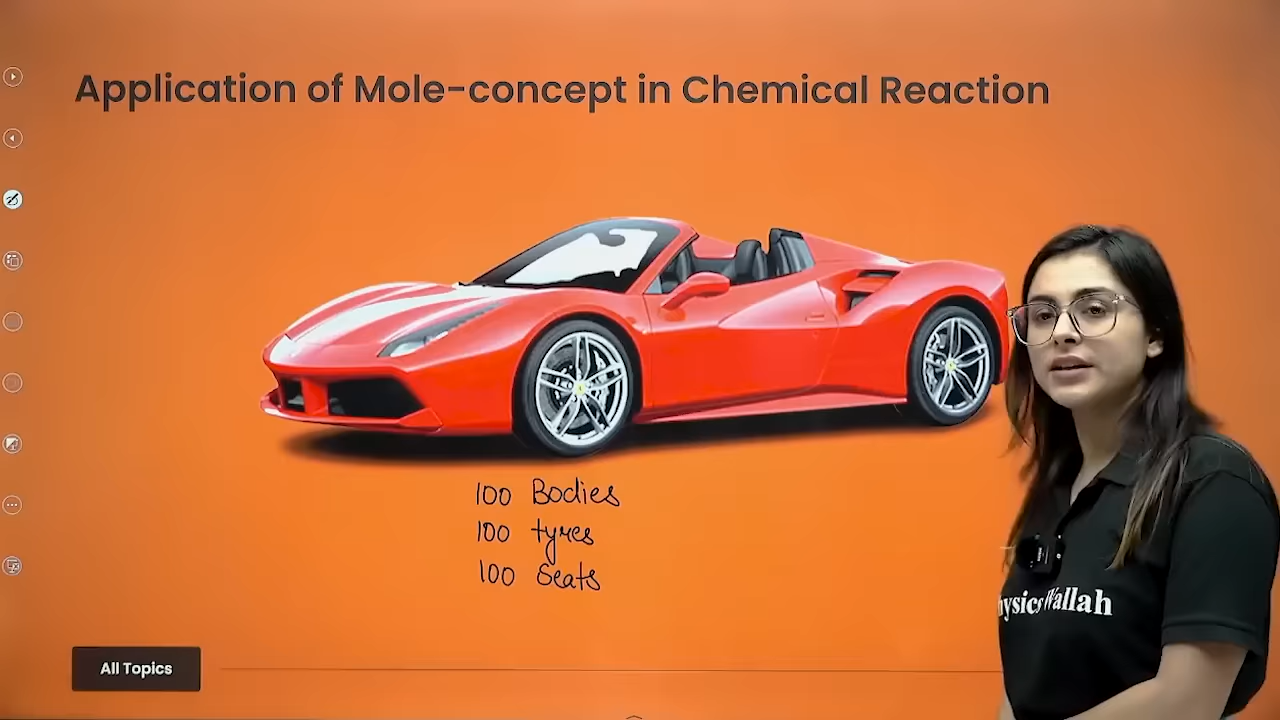 Application of Mole-concept in Chemical Reaction
100 Bodies
100 tyres
100 Seats
ysics Wallah
All Topics